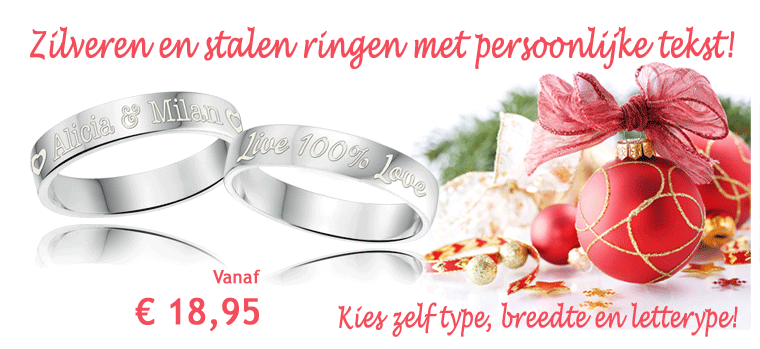 Zilveren en stalen ringen met persoonlijke tekst!
♡ Alicia & Milan ♡
Live 100% Love
Vanaf
€ 18,95
Kies zelf type, breedte en letterype!